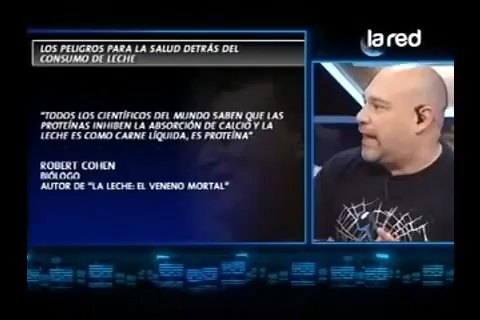 la red
LOS PELIGROS PARA LA SALUD DETRÁS DEL
CONSUMO DE LECHE
"TODOS LOS CIENTÍFICOS DEL MUNDO SABEN QUE LAS
PROTEÍNAS INHIBEN LA ABSORCIÓN DE CALCIO Y LA
LECHE ES COMO CARNE LÍQUIDA, ES PROTEÍNA"
ROBERT COHEN
BIÓLOGO
AUTOR DE "LA LECHE: EL VENENO MORTAL"